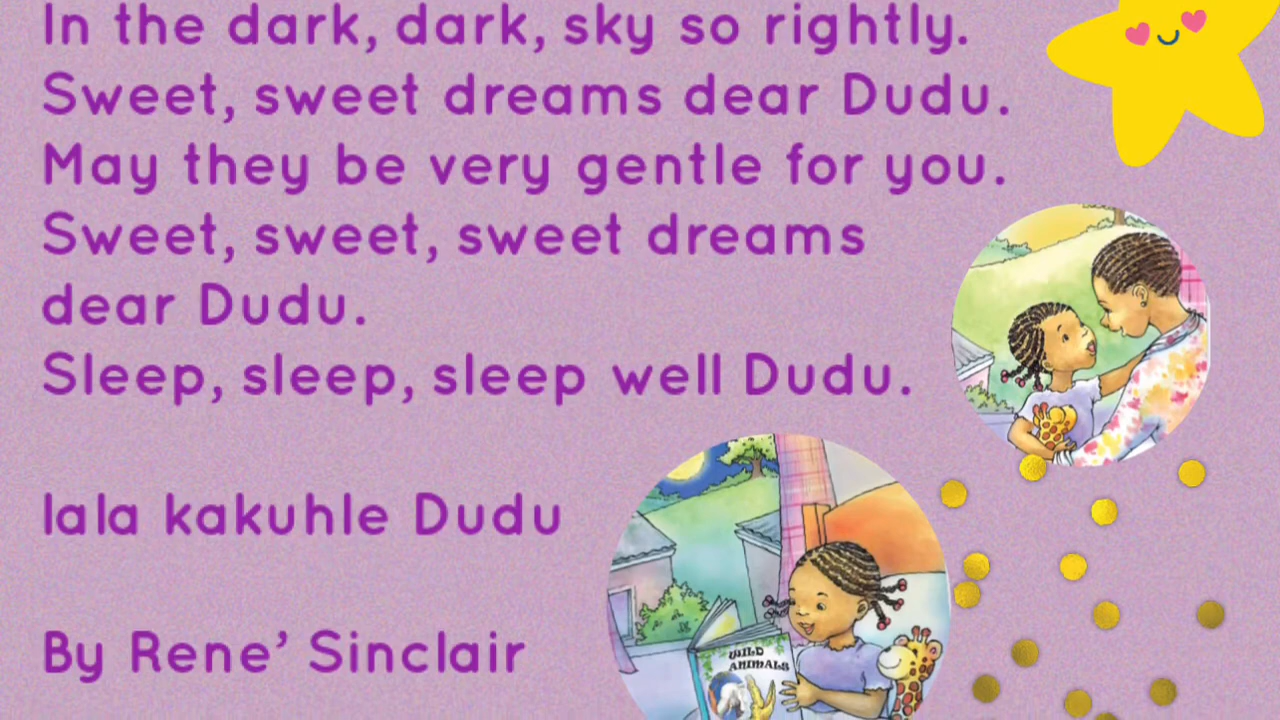 In the dark, dark, sky so rightly.
Sweet, sweet dreams dear Dudu.
May they be very gentle for you.
Sweet, sweet, sweet dreams
dear Dudu.
Sleep, sleep, sleep well Dudu.
lala kakuhle Dudu
By Rene’ Sinclair
WILD
ANIMALS